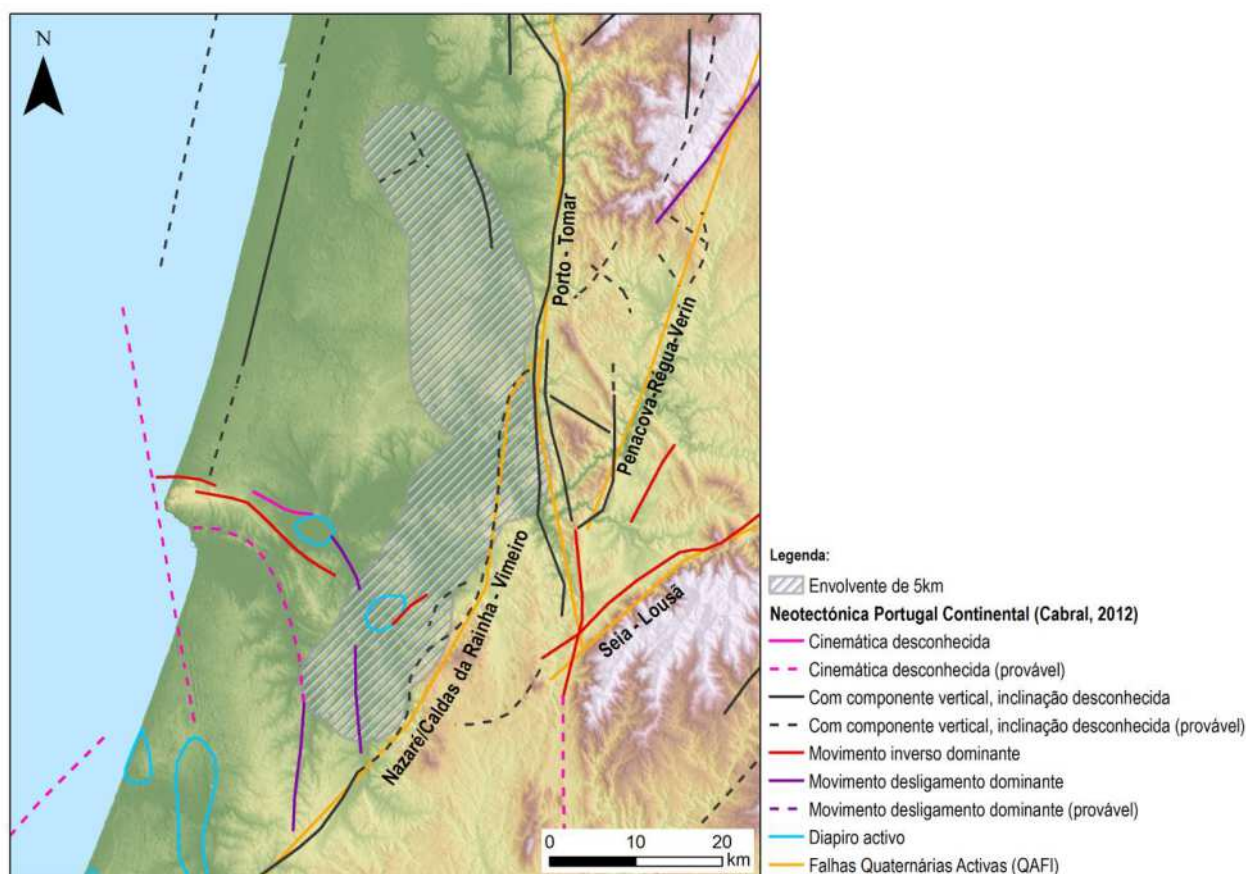 N
Porto - Tomar
Penacova-Régua-Verin
Nazaré/Caldas da Rainha - Vimeiro
Seia - Lousã
0 10 20
km
Legenda:
Envolvente de 5km
Neotectónica Portugal Continental (Cabral, 2012)
Cinemática desconhecida
Cinemática desconhecida (provável)
Com componente vertical, inclinação desconhecida
Com componente vertical, inclinação desconhecida (provável)
Movimento inverso dominante
Movimento desligamento dominante
Movimento desligamento dominante (provável)
Diapiro activo
Falhas Quaternárias Activas (QAFI)